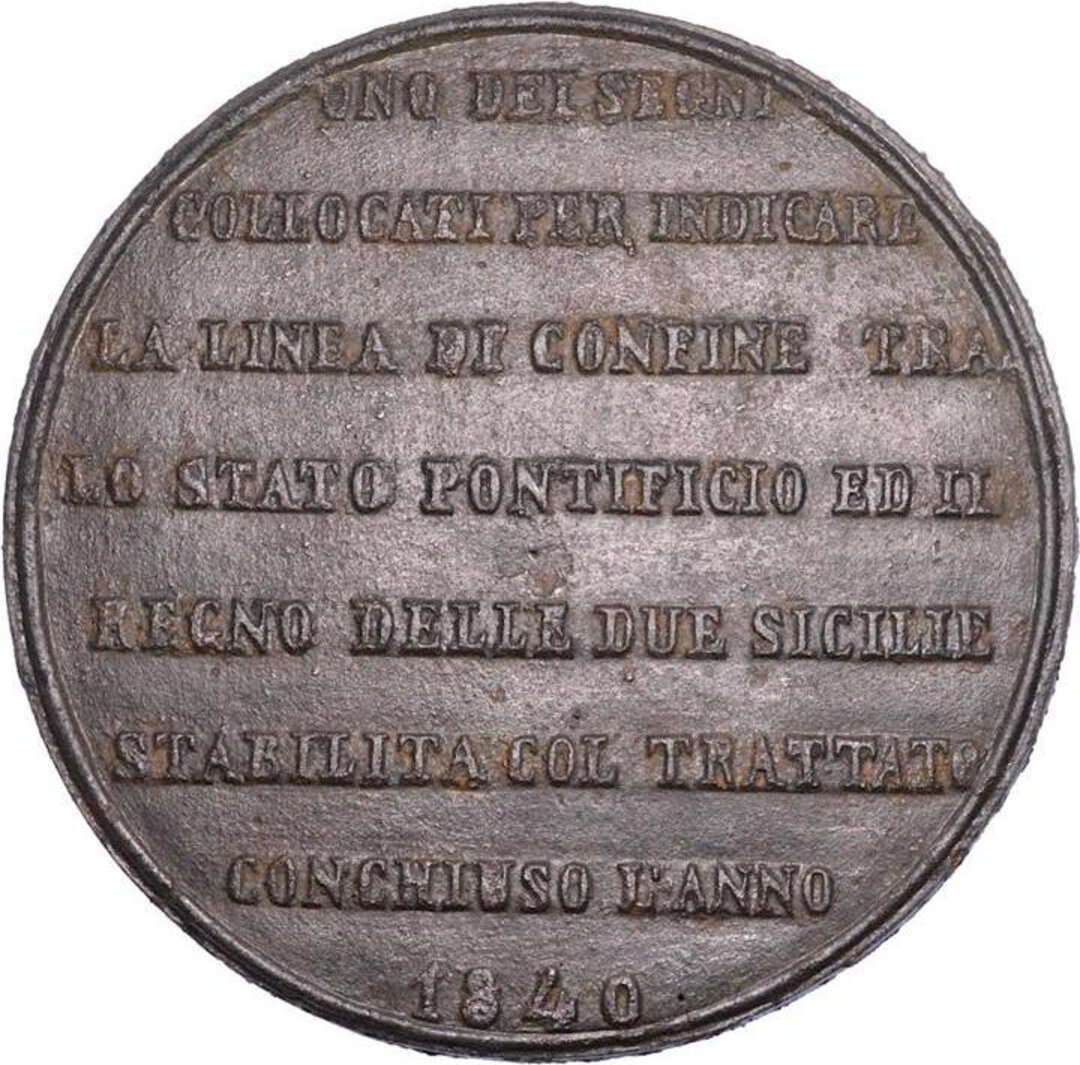 UNO DEI SEGNI
COLLOCATI PER INDICARE
LA LINEA DI CONFINE TRA
LO STATO PONTIFICIO ED IL
REGNO DELLE DUE SICILIE
STABILITA COL TRATTATO
CONCHIUSO L'ANNO
1840